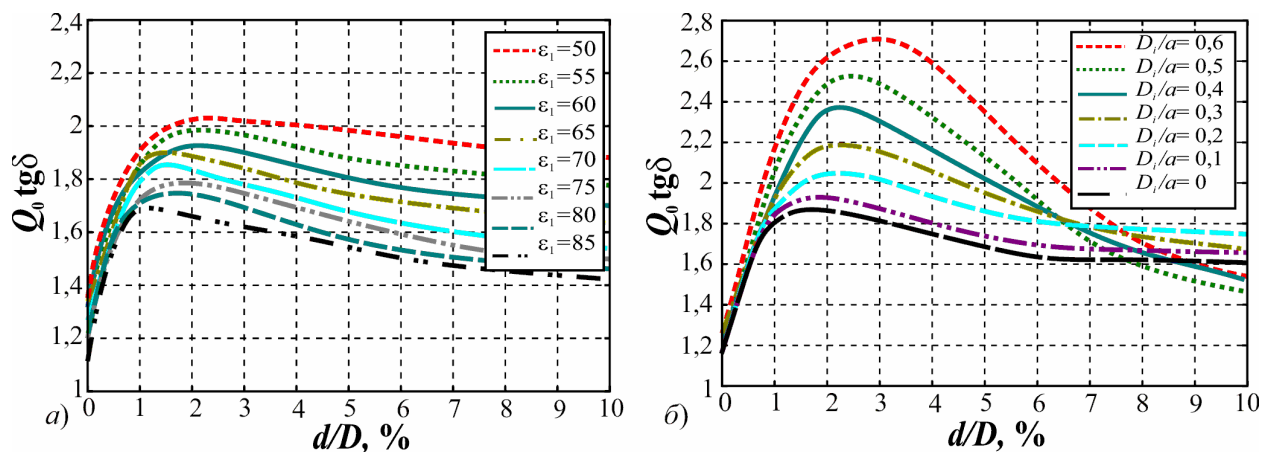 2,4
2,2
2
1,8
1,6
1,4
1,2
1
Q₀ tgδ
0 1 2 3 4 5 6 7 8 9 10
d/D, %
а)
ε₁=50
ε₁=55
ε₁=60
ε₁=65
ε₁=70
ε₁=75
ε₁=80
ε₁=85
3
2,8
2,6
2,4
2,2
2
1,8
1,6
1,4
1,2
1
Q₀ tgδ
0 1 2 3 4 5 6 7 8 9 10
d/D, %
б)
Dᵢ/a= 0,6
Dᵢ/a= 0,5
Dᵢ/a= 0,4
Dᵢ/a= 0,3
Dᵢ/a= 0,2
Dᵢ/a= 0,1
Dᵢ/a= 0